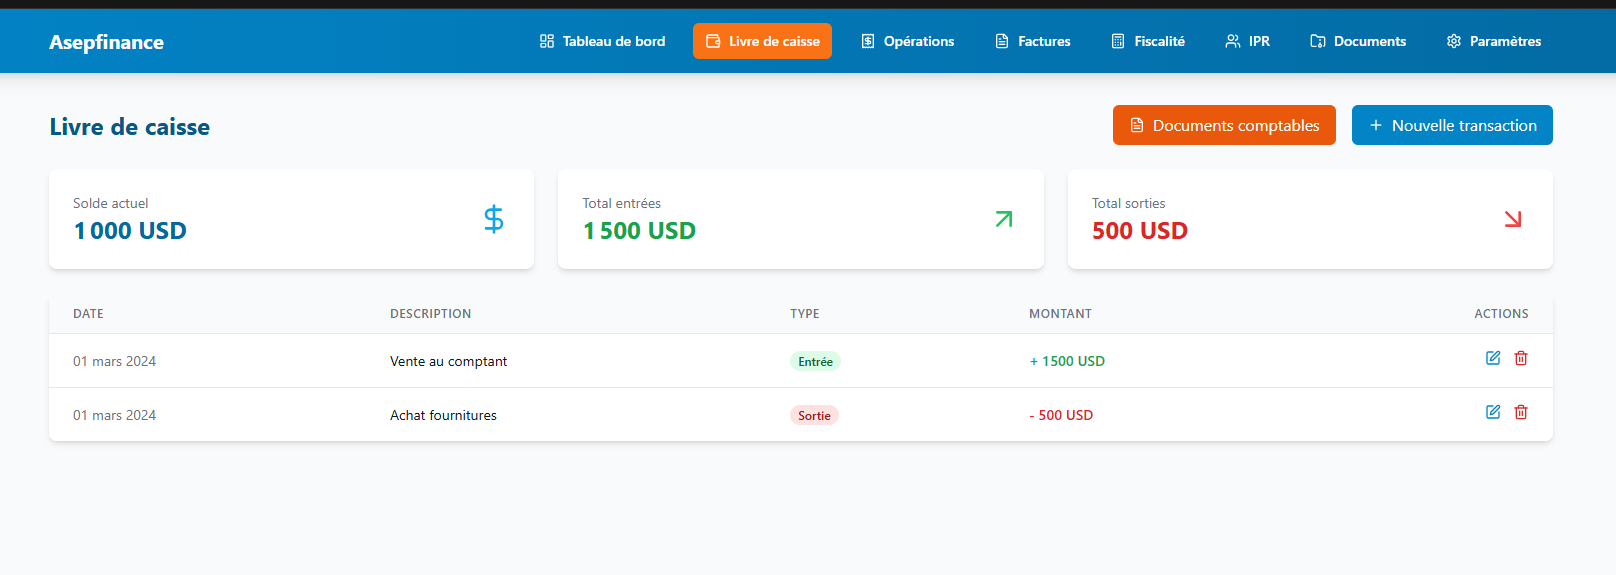 Asepfinance
Tableau de bord
Livre de caisse
Opérations
Factures
Fiscalité
IPR
Documents
Paramètres
Livre de caisse
Documents comptables
+ Nouvelle transaction
Solde actuel
1 000 USD
$
Total entrées
1 500 USD
Total sorties
500 USD
DATE DESCRIPTION TYPE MONTANT ACTIONS
01 mars 2024 Vente au comptant Entrée + 1 500 USD
01 mars 2024 Achat fournitures Sortie - 500 USD